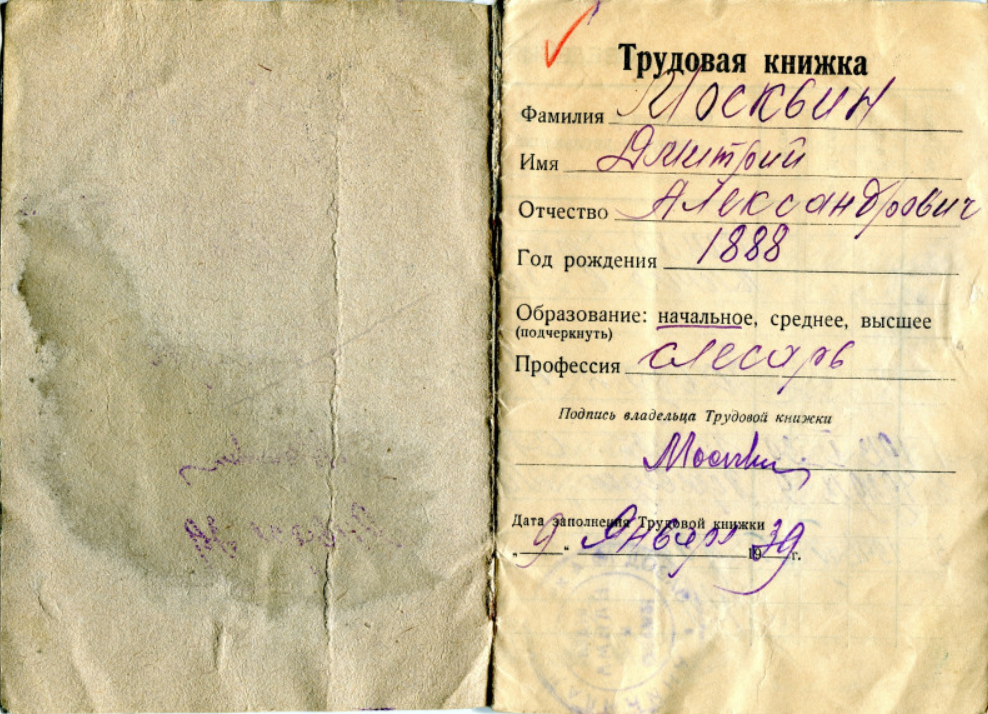 Трудовая книжка
Фамилия Москвин
Имя Дмитрий
Отчество Александрович
Год рождения 1888
Образование: начальное, среднее, высшее
(подчеркнуть)
Профессия слесарь
Подпись владельца Трудовой книжки
Москвин
Дата заполнения Трудовой книжки
„9“ Января 1939 г.